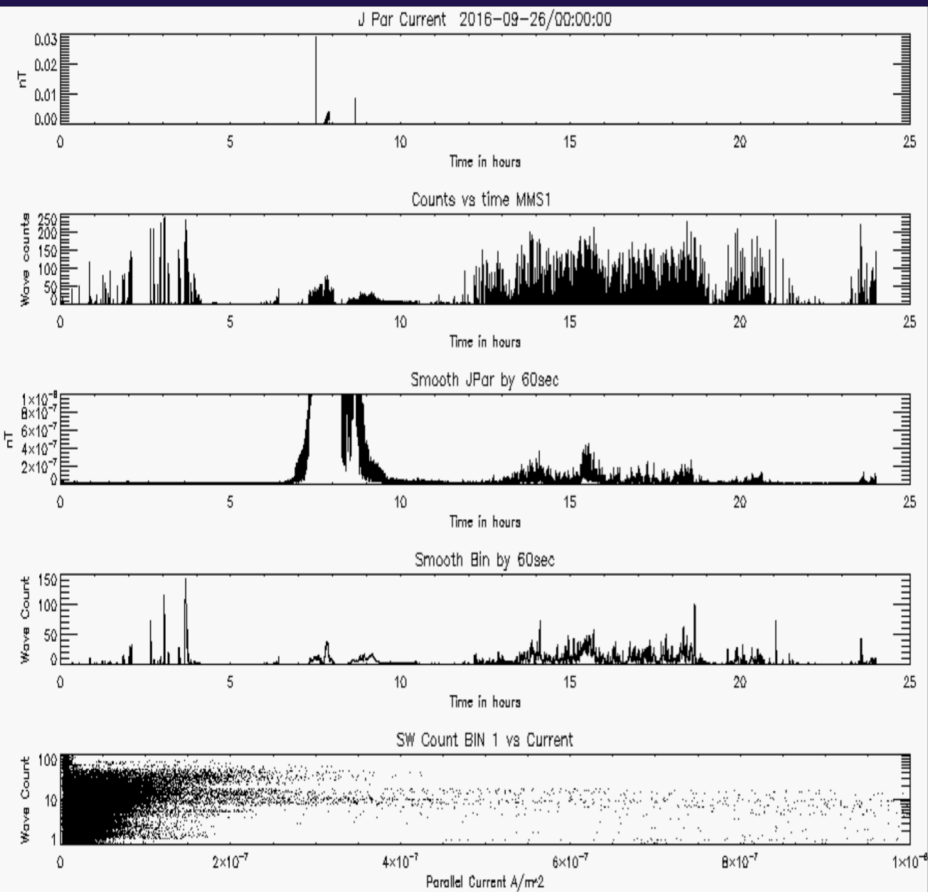 J Par Current 2016-09-26/00:00:00
nT
0.03
0.02
0.01
0.00
0 5 10 15 20 25
Time in hours
Counts vs time MMS1
Wave counts
250
200
150
100
50
0
0 5 10 15 20 25
Time in hours
Smooth JPar by 60sec
nT
8×10⁻⁷
6×10⁻⁷
4×10⁻⁷
2×10⁻⁷
0
0 5 10 15 20 25
Time in hours
Smooth Bin by 60sec
Wave Count
150
100
50
0
0 5 10 15 20 25
Time in hours
SW Count BIN 1 vs Current
Wave Count
100
10
1
0 2×10⁻⁷ 4×10⁻⁷ 6×10⁻⁷ 8×10⁻⁷
Parallel Current A/m^2